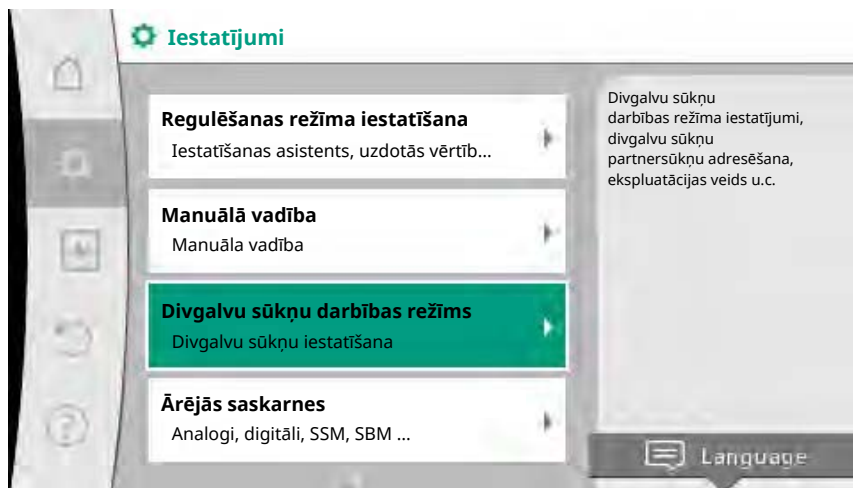 Iestatījumi
Regulēšanas režīma iestatīšana
Iestatīšanas asistents, uzdotās vērtīb...
Manuālā vadība
Manuāla vadība
Divgalvu sūkņu darbības režīms
Divgalvu sūkņu iestatīšana
Ārējās saskarnes
Analogi, digitāli, SSM, SBM ...
Divgalvu sūkņu
darbības režīma iestatījumi,
divgalvu sūkņu
partnersūkņu adresēšana,
ekspluatācijas veids u.c.
Language